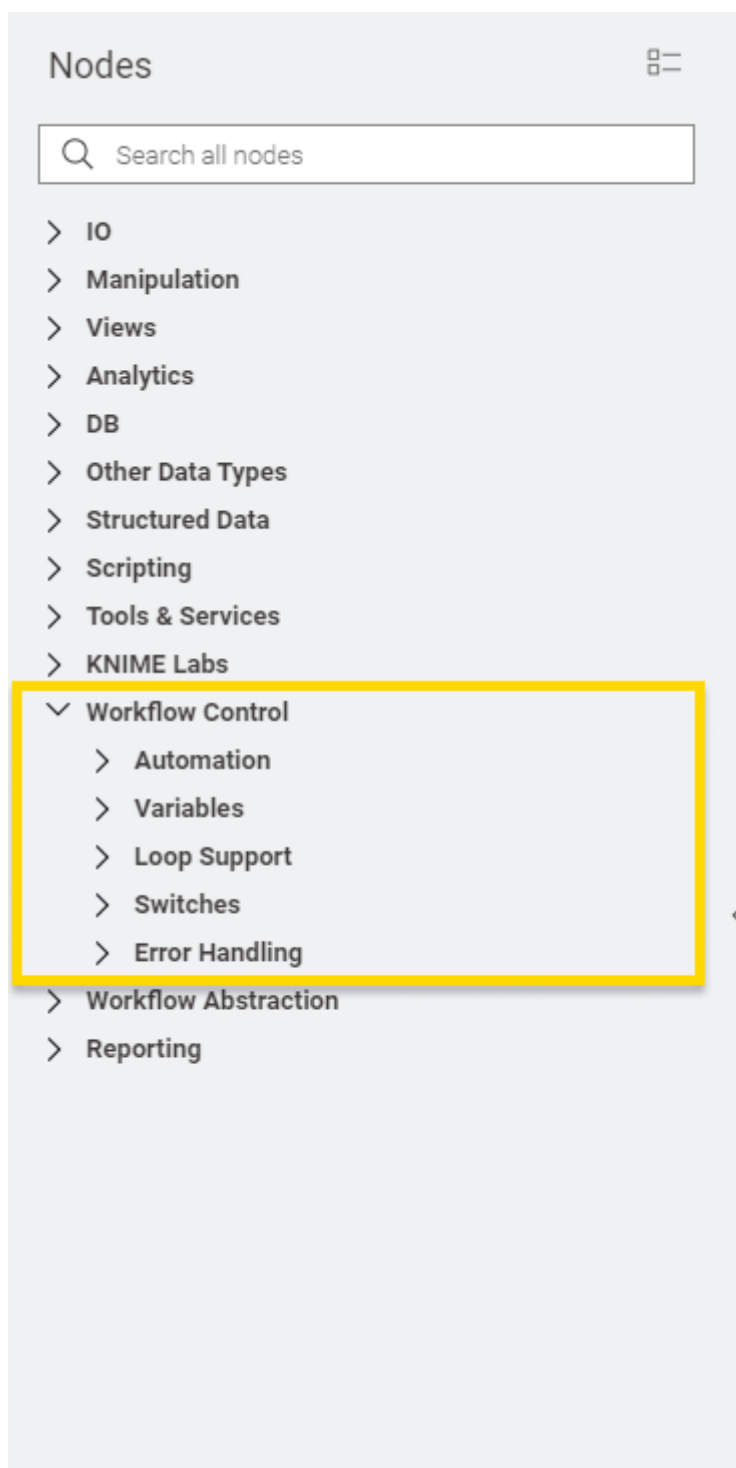 Nodes
Search all nodes
IO
Manipulation
Views
Analytics
DB
Other Data Types
Structured Data
Scripting
Tools & Services
KNIME Labs
Workflow Control
Automation
Variables
Loop Support
Switches
Error Handling
Workflow Abstraction
Reporting